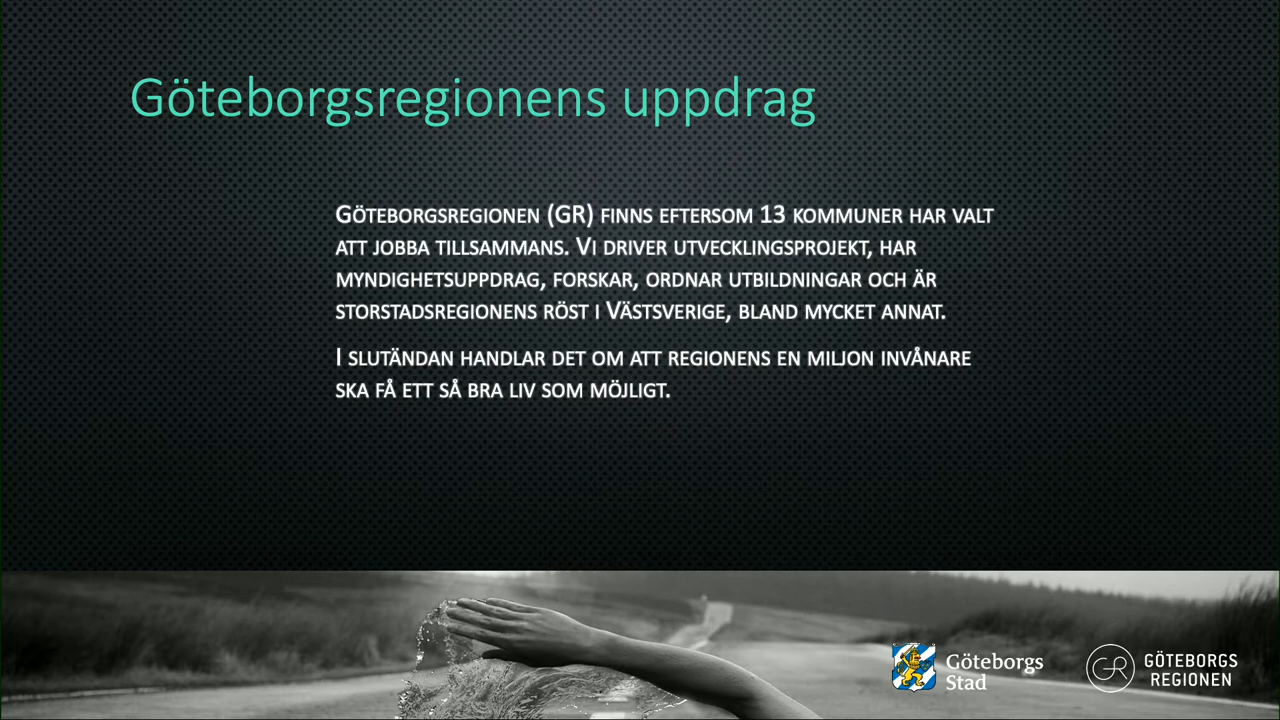 Göteborgsregionens uppdrag
Göteborgsregionen (GR) finns eftersom 13 kommuner har valt
att jobba tillsammans. Vi driver utvecklingsprojekt, har
myndighetsuppdrag, forskar, ordnar utbildningar och är
storstadsregionens röst i Västsverige, bland mycket annat.
I slutändan handlar det om att regionens en miljon invånare
ska få ett så bra liv som möjligt.
Göteborgs
Stad
GR
GÖTEBORGS
REGIONEN